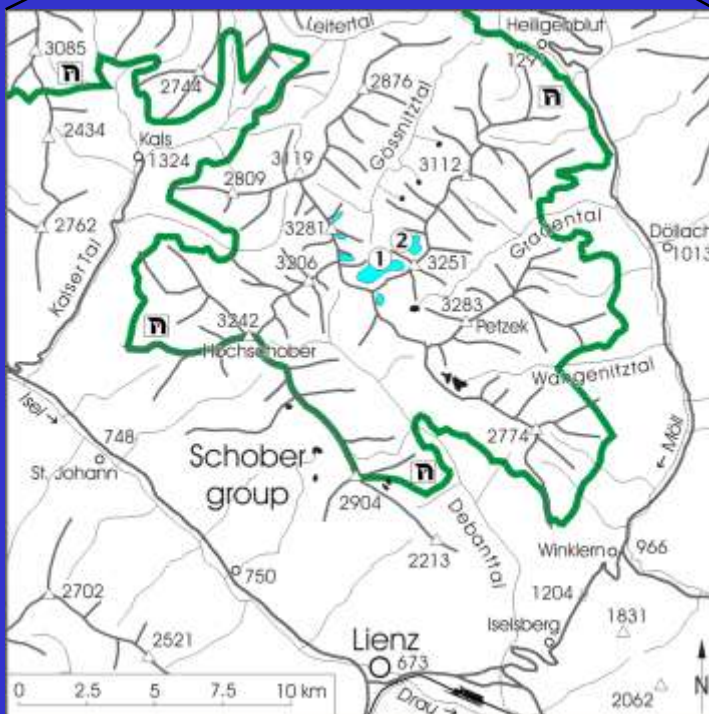 Leitertal
Heiligenblut
3085
2744
2876
Gössnitztal
2434
Kals
1324
3119
3112
2809
2762
3281
Gradental
2
1
Döllach
1013
KaiserTal
3206
3251
3242
3283
Hochschober
Petzek
Wangenitztal
Isel →
748
2774
← Möll
St. Johann
Schober
group
2904
Debanttal
2213
Winklern
966
750
2702
1204
1831
2521
Iselsberg
Lienz
673
N
0 2.5 5 7.5 10 km
Drau →
2062